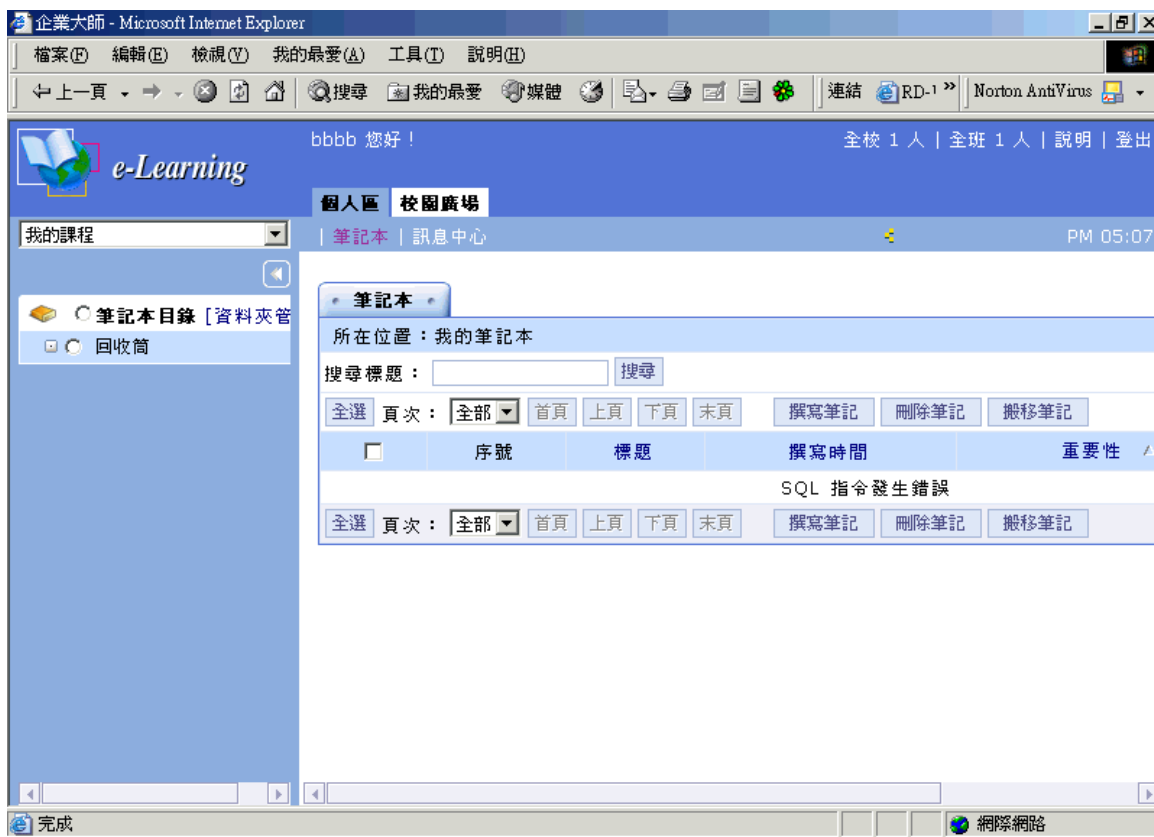 企業大師 - Microsoft Internet Explorer
檔案(F) 編輯(E) 檢視(V) 我的最愛(A) 工具(T) 說明(H)
上一頁 搜尋 我的最愛 媒體 連結 RD-1 » Norton AntiVirus
bbbb 您好！ 全校 1 人 | 全班 1 人 | 說明 | 登出
e-Learning
個人區 校園廣場
我的課程 | 筆記本 | 訊息中心 PM 05:07
筆記本目錄 [資料夾管
回收筒
筆記本
所在位置：我的筆記本
搜尋標題： 搜尋
全選 頁次： 全部 首頁 上頁 下頁 末頁 撰寫筆記 刪除筆記 搬移筆記
序號 標題 撰寫時間 重要性
SQL 指令發生錯誤
全選 頁次： 全部 首頁 上頁 下頁 末頁 撰寫筆記 刪除筆記 搬移筆記
完成 網際網路